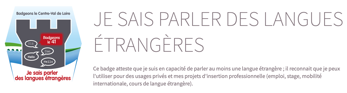 Badgeons le Centre-Val de Loire
Badgeons
le 41
Je sais parler
des langues étrangères
JE SAIS PARLER DES LANGUES
ÉTRANGÈRES
Ce badge atteste que je suis en capacité de parler au moins une langue étrangère ; il reconnait que je peux
l'utiliser pour des usages privés et mes projets d'insertion professionnelle (emploi, stage, mobilité
internationale, cours de langue étrangère).